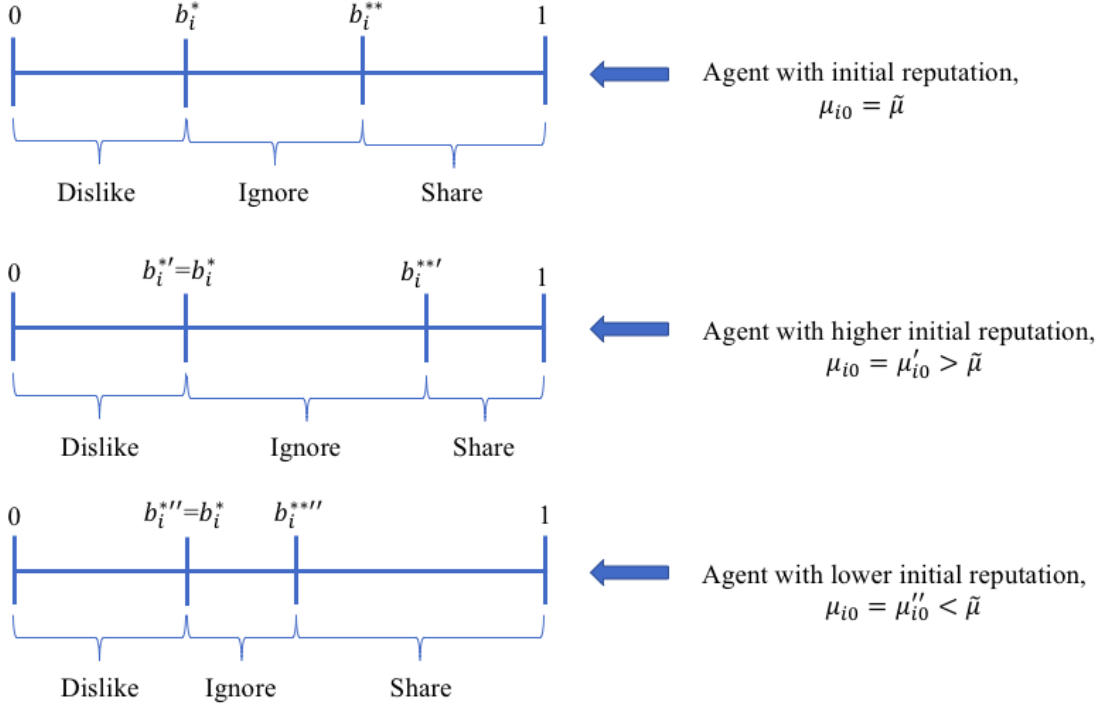 0 b_i^* b_i^{**} 1
Agent with initial reputation,
μ_{i0} = μ̃
Dislike Ignore Share
0 b_i^{*′}=b_i^* b_i^{**′} 1
Agent with higher initial reputation,
μ_{i0} = μ′_{i0} > μ̃
Dislike Ignore Share
0 b_i^{*′′}=b_i^* b_i^{**′′} 1
Agent with lower initial reputation,
μ_{i0} = μ′′_{i0} < μ̃
Dislike Ignore Share